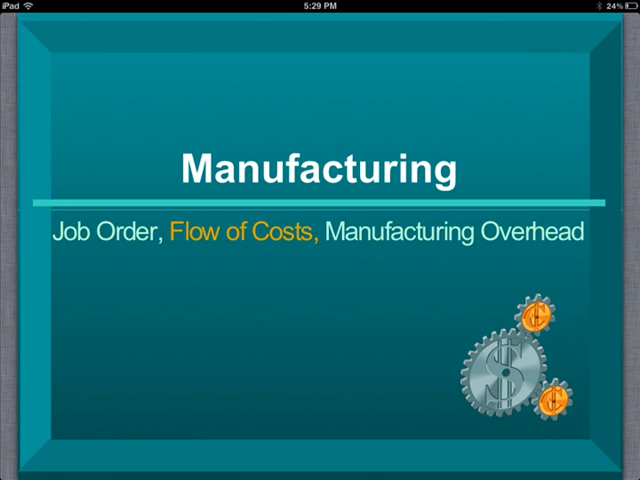 iPad 5:29 PM 24%
Manufacturing
Job Order, Flow of Costs, Manufacturing Overhead
$
¢
¢